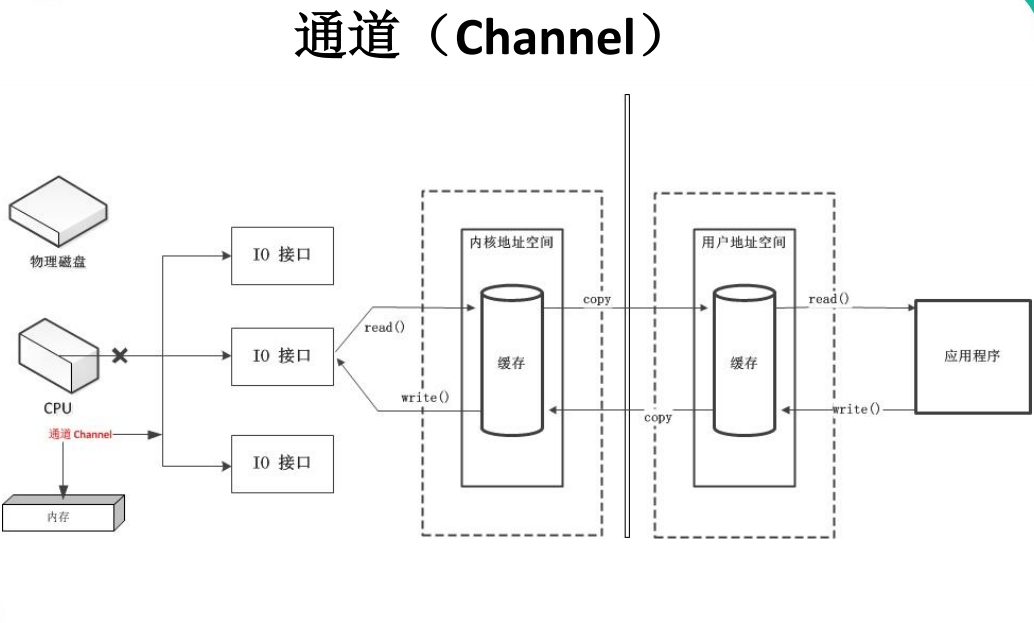 通道（Channel）
物理磁盘
CPU
通道 Channel
内存
IO 接口
IO 接口
IO 接口
read()
write()
内核地址空间
缓存
copy
copy
用户地址空间
缓存
read()
write()
应用程序